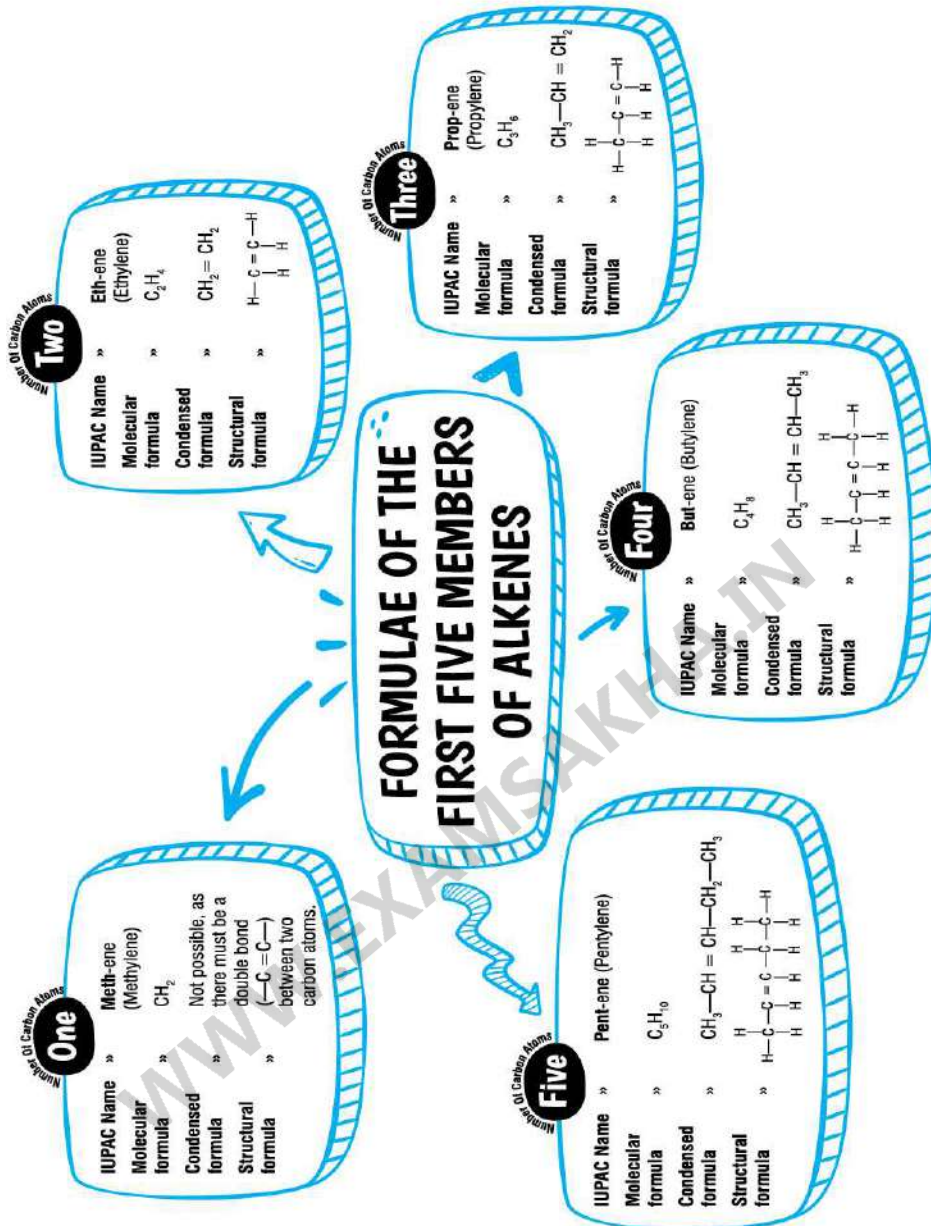 FORMULAE OF THE
FIRST FIVE MEMBERS
OF ALKENES
Number Of Carbon Atoms
One
IUPAC Name » Meth-ene
(Methylene)
Molecular
formula » CH₂
Condensed
formula »
Structural
formula »
Not possible, as
there must be a
double bond
(—C =C—)
between two
carbon atoms.
Number Of Carbon Atoms
Two
IUPAC Name » Eth-ene
(Ethylene)
Molecular
formula » C₂H₄
Condensed
formula » CH₂ = CH₂
Structural
formula »
H—C = C—H
H H
Number Of Carbon Atoms
Three
IUPAC Name » Prop-ene
(Propylene)
Molecular
formula » C₃H₆
Condensed
formula » CH₃—CH = CH₂
Structural
formula »
H
H—C—C = C—H
H H H
Number Of Carbon Atoms
Four
IUPAC Name » But-ene (Butylene)
Molecular
formula » C₄H₈
Condensed
formula » CH₃—CH = CH—CH₃
Structural
formula »
H H
H—C—C = C—C—H
H H H H
Number Of Carbon Atoms
Five
IUPAC Name » Pent-ene (Pentylene)
Molecular
formula » C₅H₁₀
Condensed
formula » CH₃—CH = CH—CH₂—CH₃
Structural
formula »
H H H
H—C—C = C—C—C—H
H H H H H
WWW.EXAMSAKHA.IN